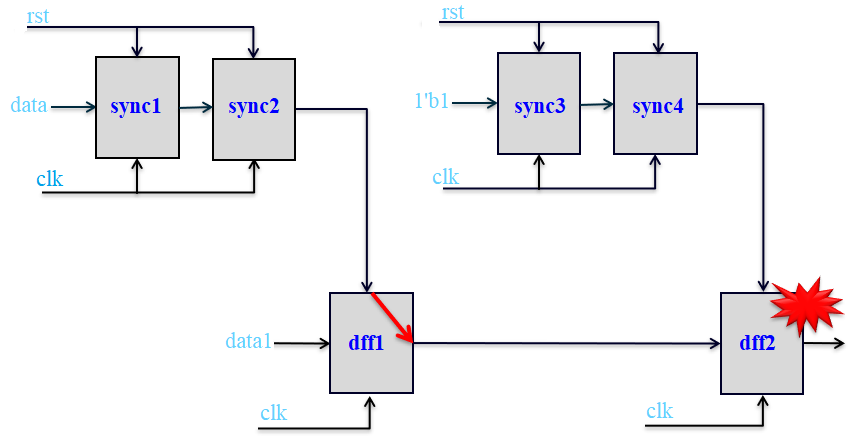 rst
data
sync1
sync2
clk
rst
1'b1
sync3
sync4
clk
data1
dff1
clk
dff2
clk